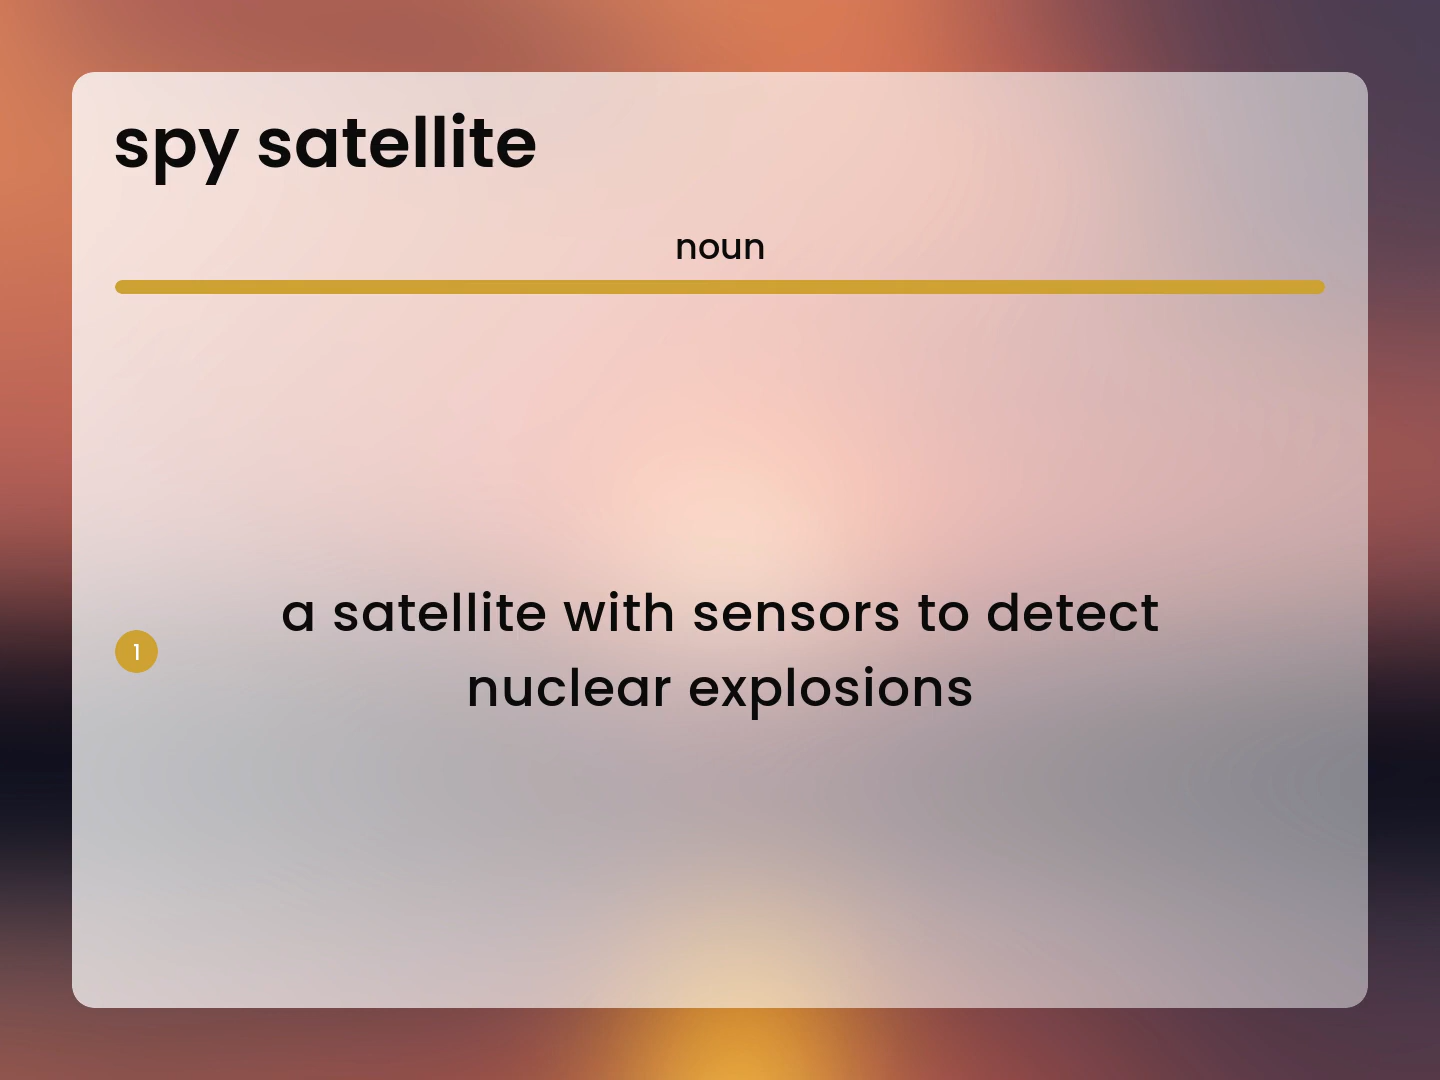 spy satellite
noun
1
a satellite with sensors to detect
nuclear explosions